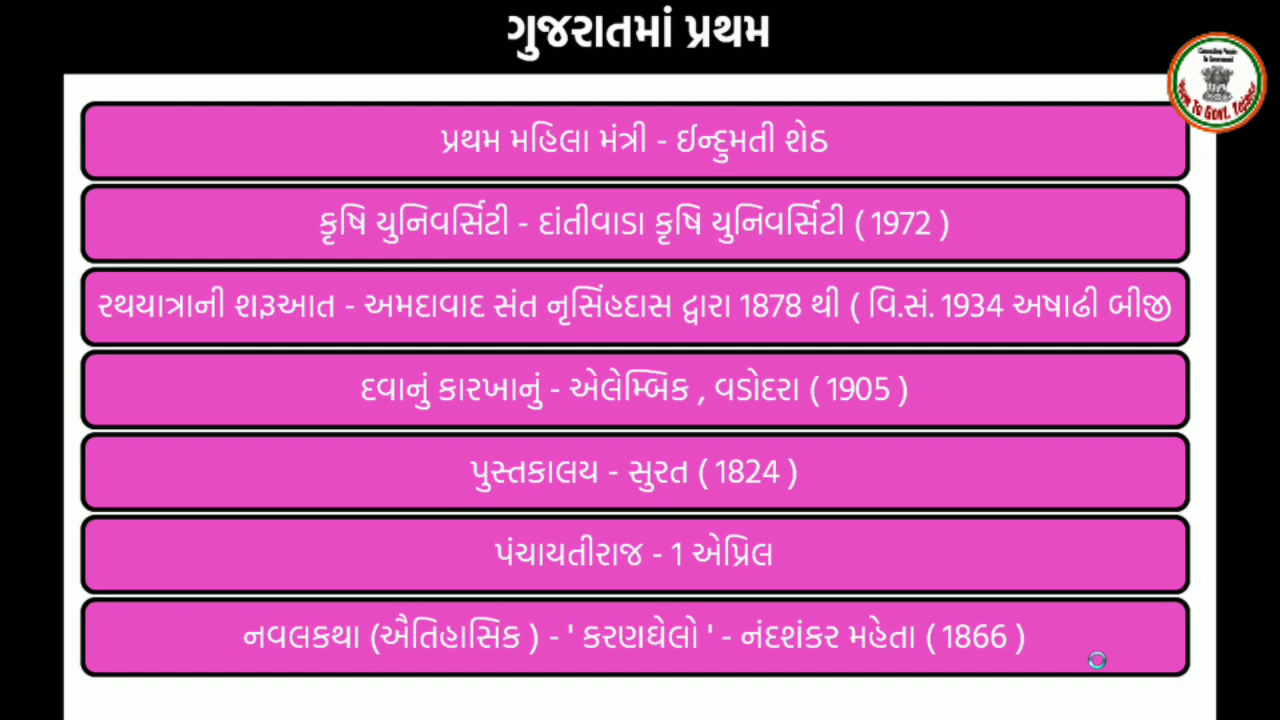 ગુજરાતમાં પ્રથમ
પ્રથમ મહિલા મંત્રી - ઈન્દુમતી શેઠ
કૃષિ યુનિવર્સિટી - દાંતીવાડા કૃષિ યુનિવર્સિટી ( 1972 )
રથયાત્રાની શરૂઆત - અમદાવાદ સંત નૃસિંહદાસ દ્વારા 1878 થી ( વિ.સં. 1934 અષાઢી બીજી
દવાનું કારખાનું - એલેમ્બિક , વડોદરા ( 1905 )
પુસ્તકાલય - સુરત ( 1824 )
પંચાયતીરાજ - 1 એપ્રિલ
નવલકથા (ઐતિહાસિક ) - ' કરણઘેલો ' - નંદશંકર મહેતા ( 1866 )